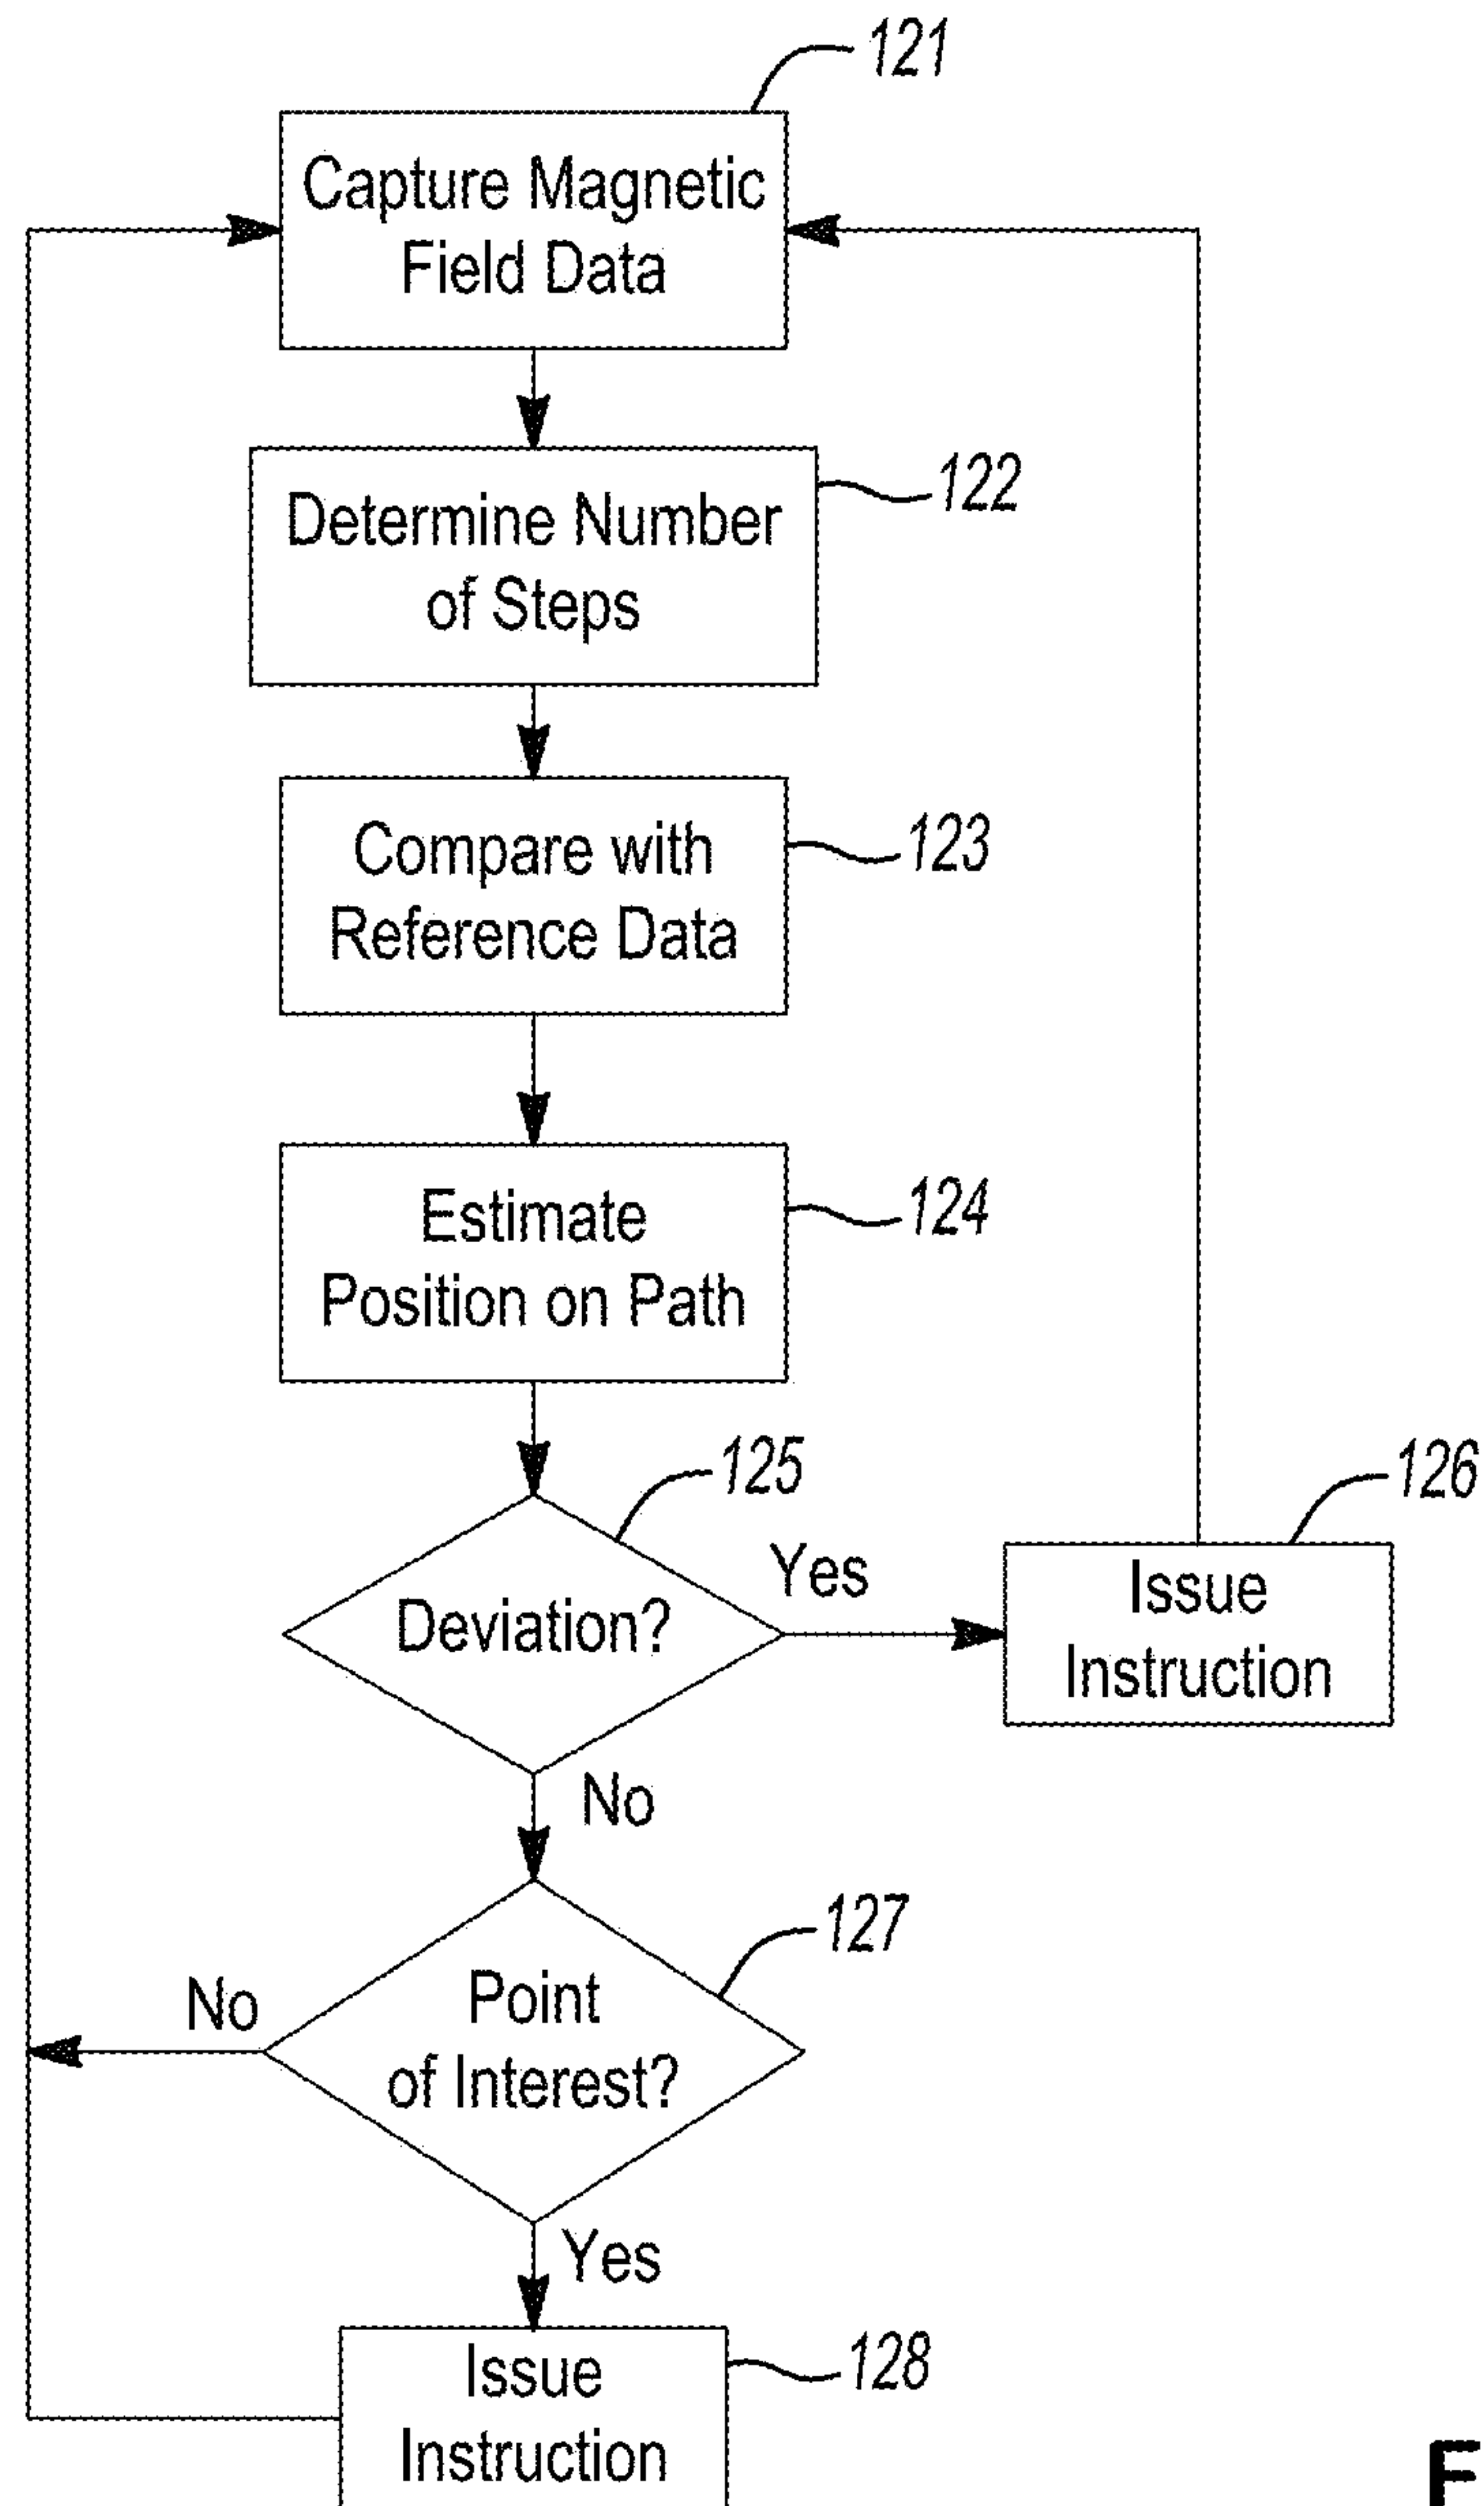 121
Capture Magnetic
Field Data
122
Determine Number
of Steps
123
Compare with
Reference Data
124
Estimate
Position on Path
125
126
Yes
Deviation?
Issue
Instruction
No
127
No
Point
of Interest?
Yes
128
Issue
Instruction